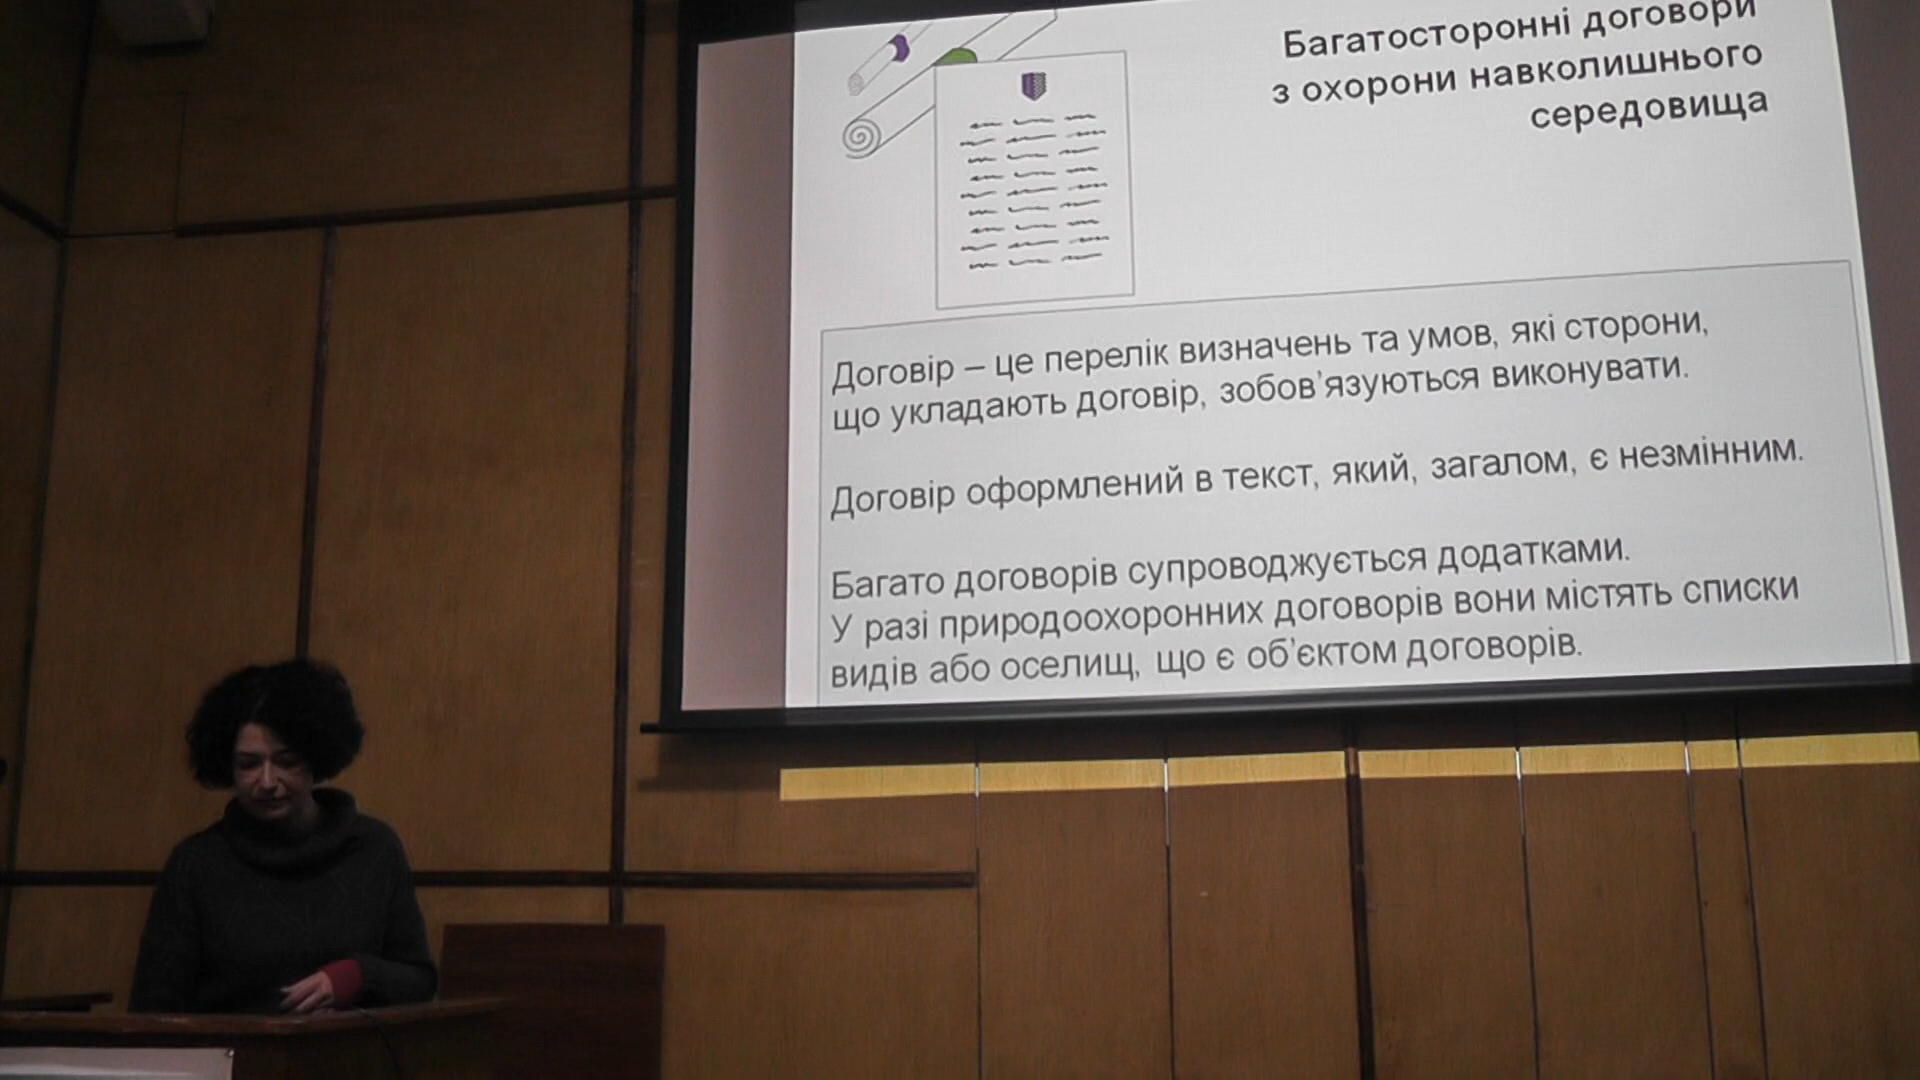 Багатосторонні договори
з охорони навколишнього
середовища
Договір – це перелік визначень та умов, які сторони,
що укладають договір, зобов'язуються виконувати.
Договір оформлений в текст, який, загалом, є незмінним.
Багато договорів супроводжується додатками.
У разі природоохоронних договорів вони містять списки
видів або оселищ, що є об'єктом договорів.